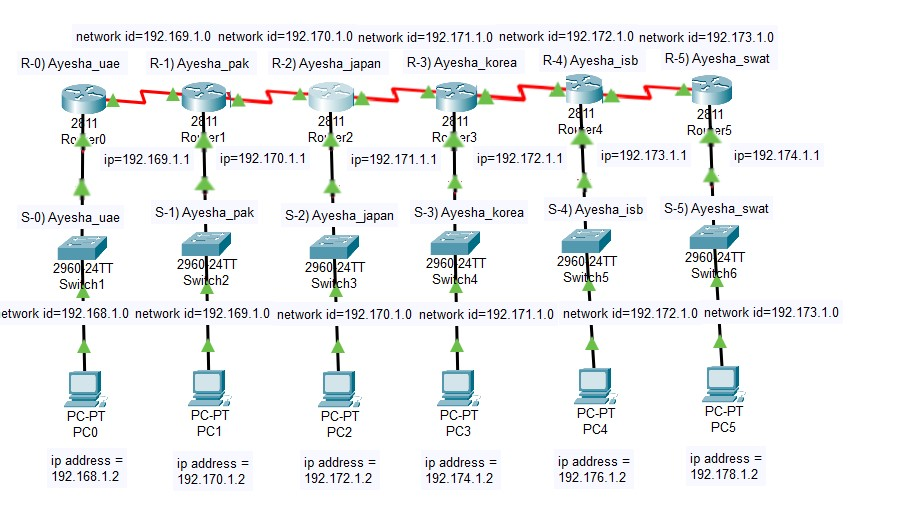 network id=192.169.1.0 network id=192.170.1.0 network id=192.171.1.0 network id=192.172.1.0 network id=192.173.1.0
R-0) Ayesha_uae R-1) Ayesha_pak R-2) Ayesha_japan R-3) Ayesha_korea R-4) Ayesha_isb R-5) Ayesha_swat
2811 2811 2811 2811 2811 2811
Router0 Router1 Router2 Router3 Router4 Router5
ip=192.169.1.1 ip=192.170.1.1 ip=192.171.1.1 ip=192.172.1.1 ip=192.173.1.1 ip=192.174.1.1
S-0) Ayesha_uae S-1) Ayesha_pak S-2) Ayesha_japan S-3) Ayesha_korea S-4) Ayesha_isb S-5) Ayesha_swat
2960-24TT 2960-24TT 2960-24TT 2960-24TT 2960-24TT 2960-24TT
Switch1 Switch2 Switch3 Switch4 Switch5 Switch6
etwork id=192.168.1.0 network id=192.169.1.0 network id=192.170.1.0 network id=192.171.1.0 network id=192.172.1.0 network id=192.173.1.0
PC-PT PC-PT PC-PT PC-PT PC-PT PC-PT
PC0 PC1 PC2 PC3 PC4 PC5
ip address = ip address = ip address = ip address = ip address = ip address =
192.168.1.2 192.170.1.2 192.172.1.2 192.174.1.2 192.176.1.2 192.178.1.2